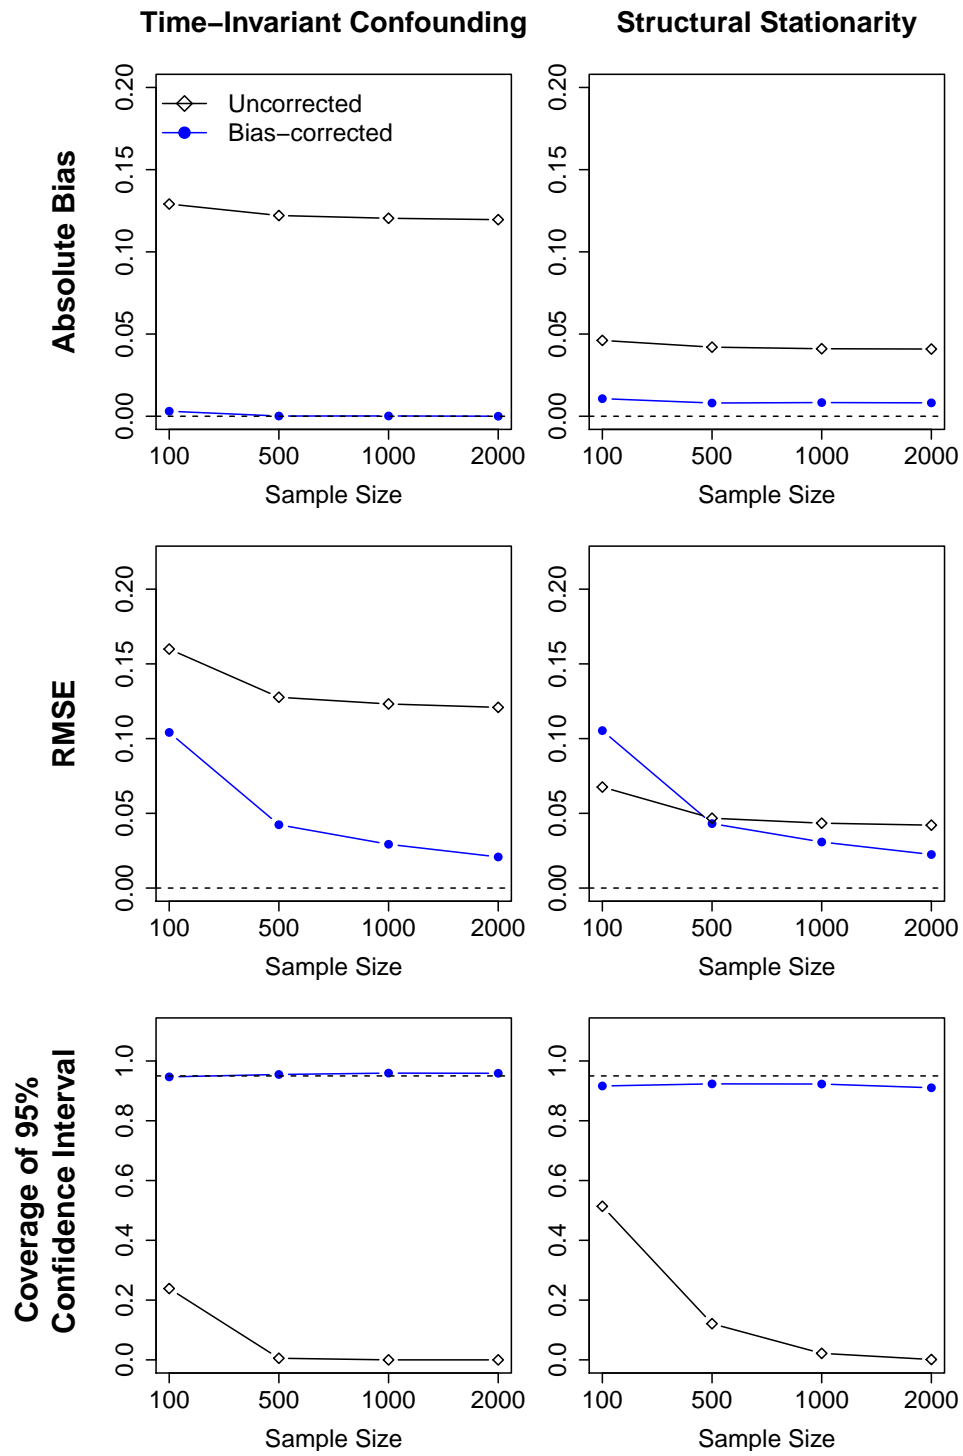 Time−Invariant Confounding
Structural Stationarity
Absolute Bias
0.20
0.15
0.10
0.05
0.00
Uncorrected
Bias−corrected
100 500 1000 2000
Sample Size
0.20
0.15
0.10
0.05
0.00
100 500 1000 2000
Sample Size
RMSE
0.20
0.15
0.10
0.05
0.00
100 500 1000 2000
Sample Size
0.20
0.15
0.10
0.05
0.00
100 500 1000 2000
Sample Size
Coverage of 95%
Confidence Interval
1.0
0.8
0.6
0.4
0.2
0.0
100 500 1000 2000
Sample Size
1.0
0.8
0.6
0.4
0.2
0.0
100 500 1000 2000
Sample Size